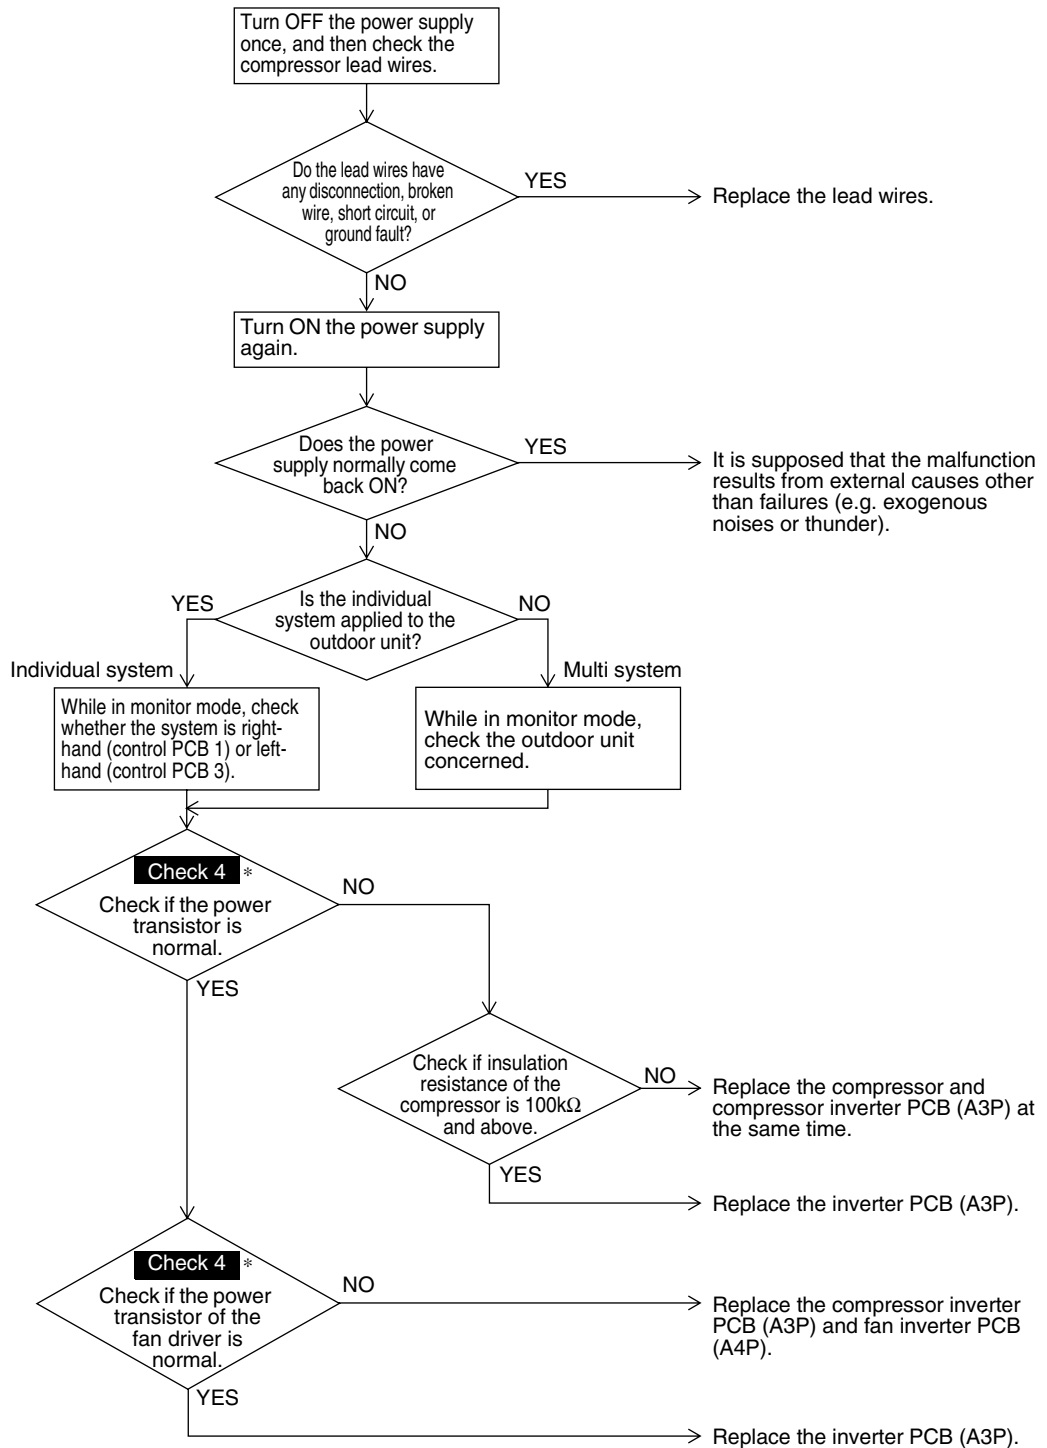 Turn OFF the power supply
once, and then check the
compressor lead wires.
Do the lead wires have
any disconnection, broken
wire, short circuit, or
ground fault?
YES
Replace the lead wires.
NO
Turn ON the power supply
again.
Does the power
supply normally come
back ON?
YES
It is supposed that the malfunction
results from external causes other
than failures (e.g. exogenous
noises or thunder).
NO
Is the individual
system applied to the
outdoor unit?
YES
NO
Individual system
Multi system
While in monitor mode, check
whether the system is right-
hand (control PCB 1) or left-
hand (control PCB 3).
While in monitor mode,
check the outdoor unit
concerned.
Check 4 *
Check if the power
transistor is
normal.
NO
YES
Check if insulation
resistance of the
compressor is 100kΩ
and above.
NO
Replace the compressor and
compressor inverter PCB (A3P) at
the same time.
YES
Replace the inverter PCB (A3P).
Check 4 *
Check if the power
transistor of the
fan driver is
normal.
NO
Replace the compressor inverter
PCB (A3P) and fan inverter PCB
(A4P).
YES
Replace the inverter PCB (A3P).